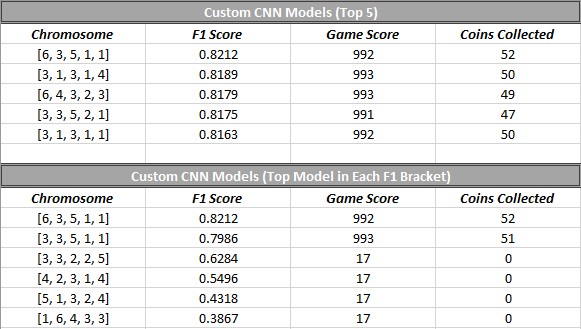 Custom CNN Models (Top 5)
Chromosome F1 Score Game Score Coins Collected
[6, 3, 5, 1, 1] 0.8212 992 52
[3, 1, 3, 1, 4] 0.8189 993 50
[6, 4, 3, 2, 3] 0.8179 993 49
[3, 3, 5, 2, 1] 0.8175 991 47
[3, 1, 3, 1, 1] 0.8163 992 50
Custom CNN Models (Top Model in Each F1 Bracket)
Chromosome F1 Score Game Score Coins Collected
[6, 3, 5, 1, 1] 0.8212 992 52
[3, 3, 5, 1, 1] 0.7986 993 51
[3, 3, 2, 2, 5] 0.6284 17 0
[4, 2, 3, 1, 4] 0.5496 17 0
[5, 1, 3, 2, 4] 0.4318 17 0
[1, 6, 4, 3, 3] 0.3867 17 0